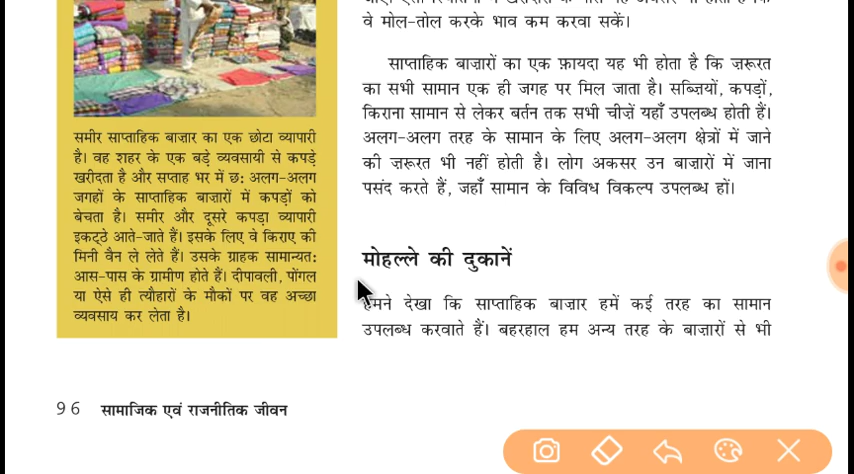 वे मोल-तोल करके भाव कम करवा सकें।
साप्ताहिक बाज़ारों का एक फ़ायदा यह भी होता है कि ज़रूरत
का सभी सामान एक ही जगह पर मिल जाता है। सब्ज़ियों, कपड़ों,
किराना सामान से लेकर बर्तन तक सभी चीज़ें यहाँ उपलब्ध होती हैं।
अलग-अलग तरह के सामान के लिए अलग-अलग क्षेत्रों में जाने
की ज़रूरत भी नहीं होती है। लोग अकसर उन बाज़ारों में जाना
पसंद करते हैं, जहाँ सामान के विविध विकल्प उपलब्ध हों।
मोहल्ले की दुकानें
हमने देखा कि साप्ताहिक बाज़ार हमें कई तरह का सामान
उपलब्ध करवाते हैं। बहरहाल हम अन्य तरह के बाज़ारों से भी
समीर साप्ताहिक बाज़ार का एक छोटा व्यापारी
है। वह शहर के एक बड़े व्यवसायी से कपड़े
खरीदता है और सप्ताह भर में छः अलग-अलग
जगहों के साप्ताहिक बाज़ारों में कपड़ों को
बेचता है। समीर और दूसरे कपड़ा व्यापारी
इकट्ठे आते-जाते हैं। इसके लिए वे किराए की
मिनी वैन ले लेते हैं। उसके ग्राहक सामान्यतः
आस-पास के ग्रामीण होते हैं। दीपावली, पोंगल
या ऐसे ही त्यौहारों के मौकों पर वह अच्छा
व्यवसाय कर लेता है।
96 सामाजिक एवं राजनीतिक जीवन